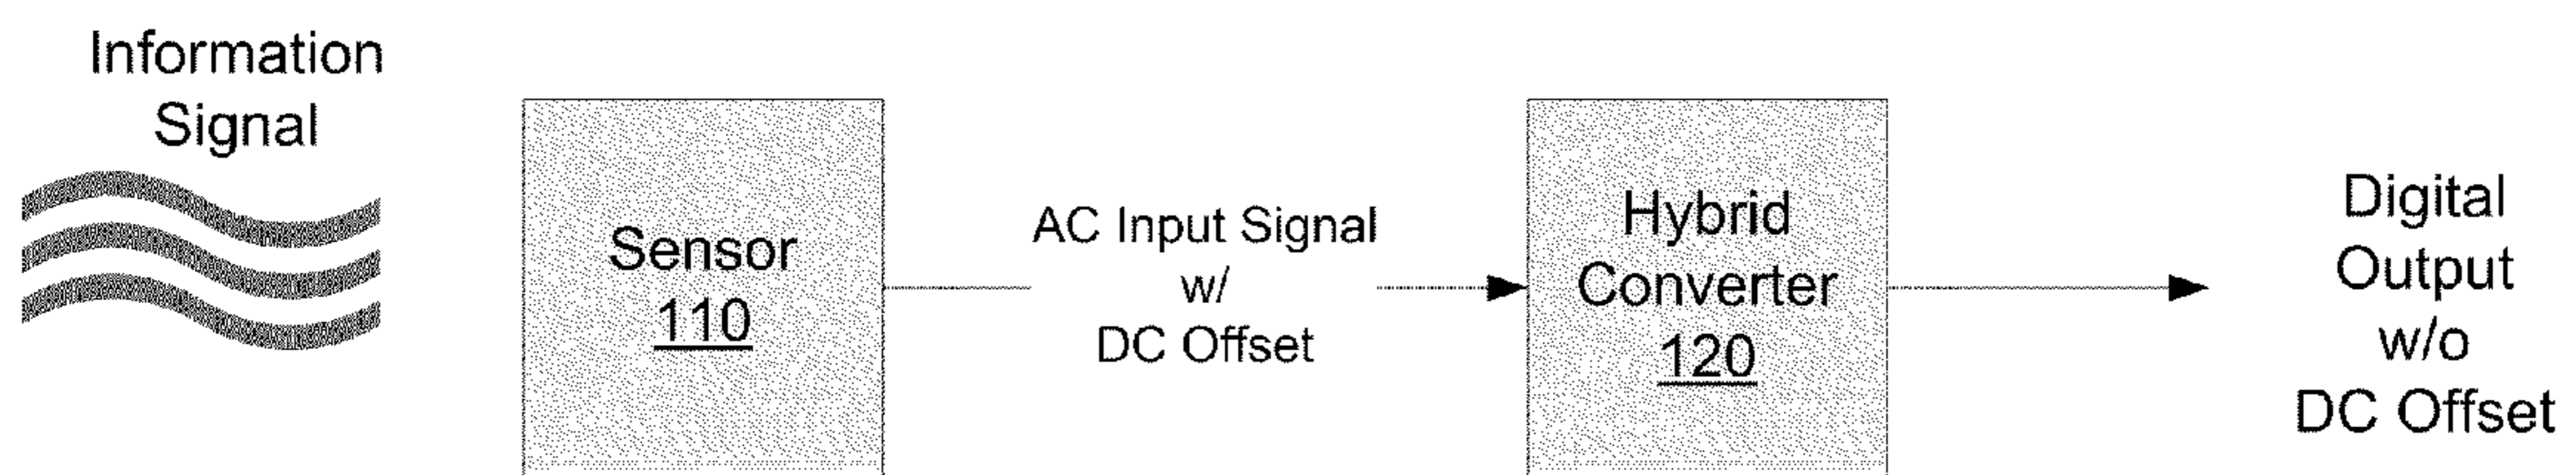 Information
Signal
Sensor
110
AC Input Signal
w/
DC Offset
Hybrid
Converter
120
Digital
Output
w/o
DC Offset